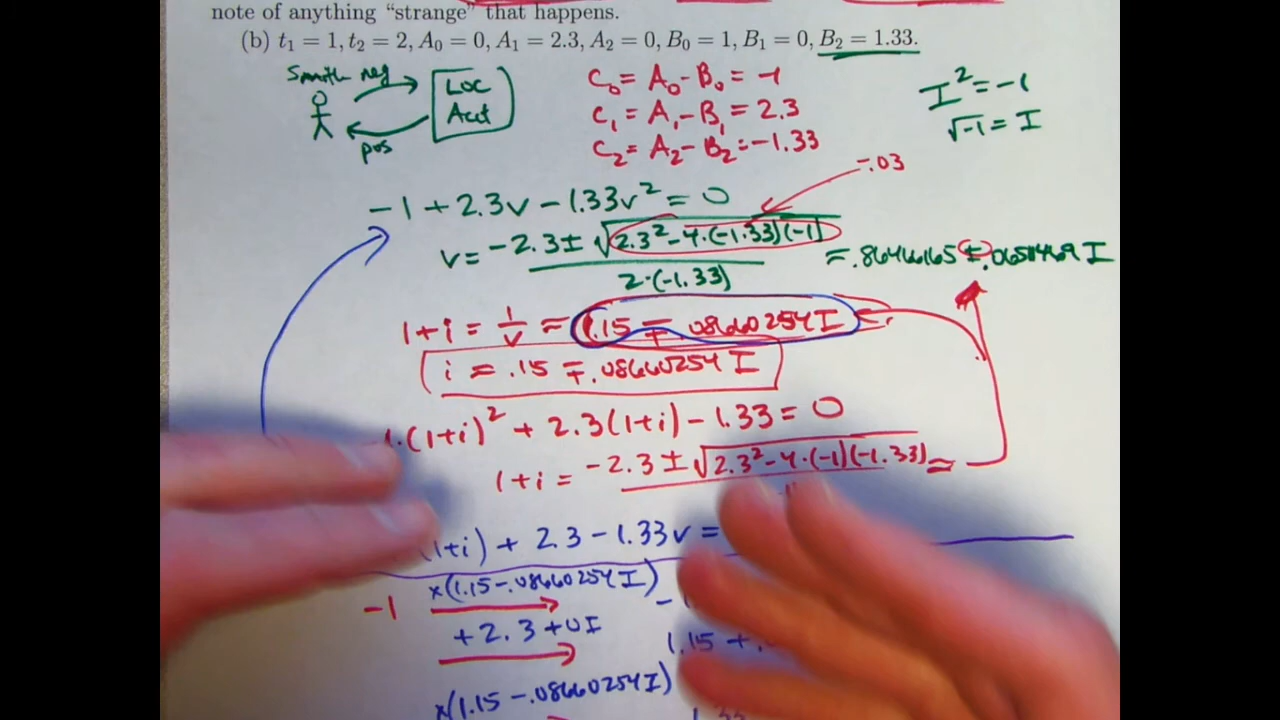 note of anything “strange” that happens.
(b) t₁ = 1, t₂ = 2, A₀ = 0, A₁ = 2.3, A₂ = 0, B₀ = 1, B₁ = 0, B₂ = 1.33.
Smith neg
Loc
Acct
pos
C₀ = A₀ - B₀ = -1
C₁ = A₁ - B₁ = 2.3
C₂ = A₂ - B₂ = -1.33
I² = -1
√-1 = I
-.03
-1 + 2.3v - 1.33v² = 0
v = -2.3 ± √2.3² - 4·(-1.33)(-1)
2·(-1.33)
= .8646165 ± .0651469 I
1+i = 1/v ≈ 1.15 ∓ .08660254 I
i ≈ .15 ∓ .08660254 I
(1+i)² + 2.3(1+i) - 1.33 = 0
1+i = -2.3 ± √2.3² - 4·(-1)(-1.33) =
(1+i) + 2.3 - 1.33v =
-1 ×(1.15 - .08660254 I)
+2.3 + 0I
1.15 +
×(1.15 - .08660254 I)